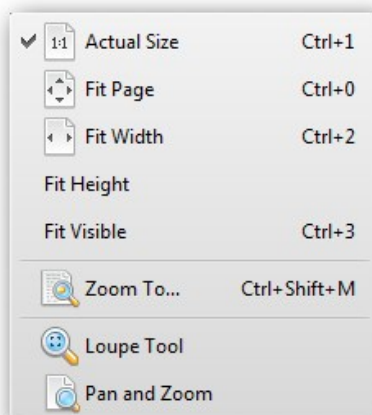 1:1 Actual Size Ctrl+1
Fit Page Ctrl+0
Fit Width Ctrl+2
Fit Height
Fit Visible Ctrl+3
Zoom To... Ctrl+Shift+M
Loupe Tool
Pan and Zoom